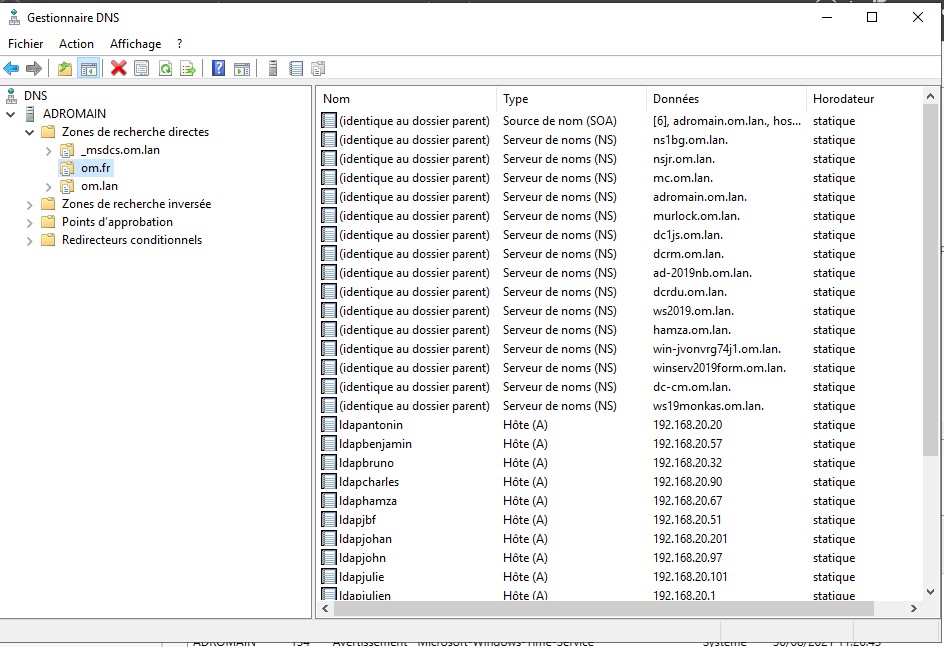 Gestionnaire DNS
Fichier Action Affichage ?
DNS
ADROMAIN
Zones de recherche directes
_msdcs.om.lan
om.fr
om.lan
Zones de recherche inversée
Points d'approbation
Redirecteurs conditionnels
Nom Type Données Horodateur
(identique au dossier parent) Source de nom (SOA) [6], adromain.om.lan., hos... statique
(identique au dossier parent) Serveur de noms (NS) ns1bg.om.lan. statique
(identique au dossier parent) Serveur de noms (NS) nsjr.om.lan. statique
(identique au dossier parent) Serveur de noms (NS) mc.om.lan. statique
(identique au dossier parent) Serveur de noms (NS) adromain.om.lan. statique
(identique au dossier parent) Serveur de noms (NS) murlock.om.lan. statique
(identique au dossier parent) Serveur de noms (NS) dc1js.om.lan. statique
(identique au dossier parent) Serveur de noms (NS) dcrm.om.lan. statique
(identique au dossier parent) Serveur de noms (NS) ad-2019nb.om.lan. statique
(identique au dossier parent) Serveur de noms (NS) dcrdu.om.lan. statique
(identique au dossier parent) Serveur de noms (NS) ws2019.om.lan. statique
(identique au dossier parent) Serveur de noms (NS) hamza.om.lan. statique
(identique au dossier parent) Serveur de noms (NS) win-jvonvrg74j1.om.lan. statique
(identique au dossier parent) Serveur de noms (NS) winserv2019form.om.lan. statique
(identique au dossier parent) Serveur de noms (NS) dc-cm.om.lan. statique
(identique au dossier parent) Serveur de noms (NS) ws19monkas.om.lan. statique
ldapantonin Hôte (A) 192.168.20.20 statique
ldapbenjamin Hôte (A) 192.168.20.57 statique
ldapbruno Hôte (A) 192.168.20.32 statique
ldapcharles Hôte (A) 192.168.20.90 statique
ldaphamza Hôte (A) 192.168.20.67 statique
ldapjbf Hôte (A) 192.168.20.51 statique
ldapjohan Hôte (A) 192.168.20.201 statique
ldapjohn Hôte (A) 192.168.20.97 statique
ldapjulie Hôte (A) 192.168.20.101 statique
ldapjulien Hôte (A) 192.168.20.1 statique
ADROMAIN 134 Avertissement Microsoft-Windows-Time-Service Système